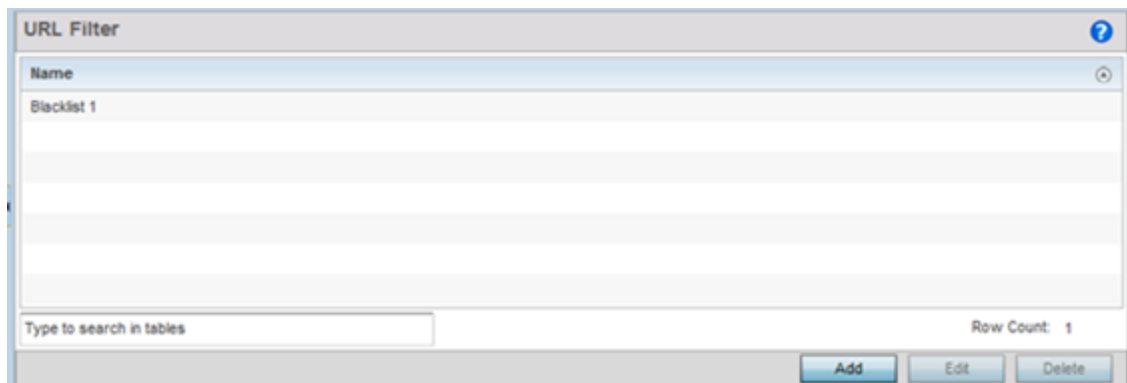 URL Filter
Name
Blacklist 1
Type to search in tables
Row Count: 1
Add Edit Delete